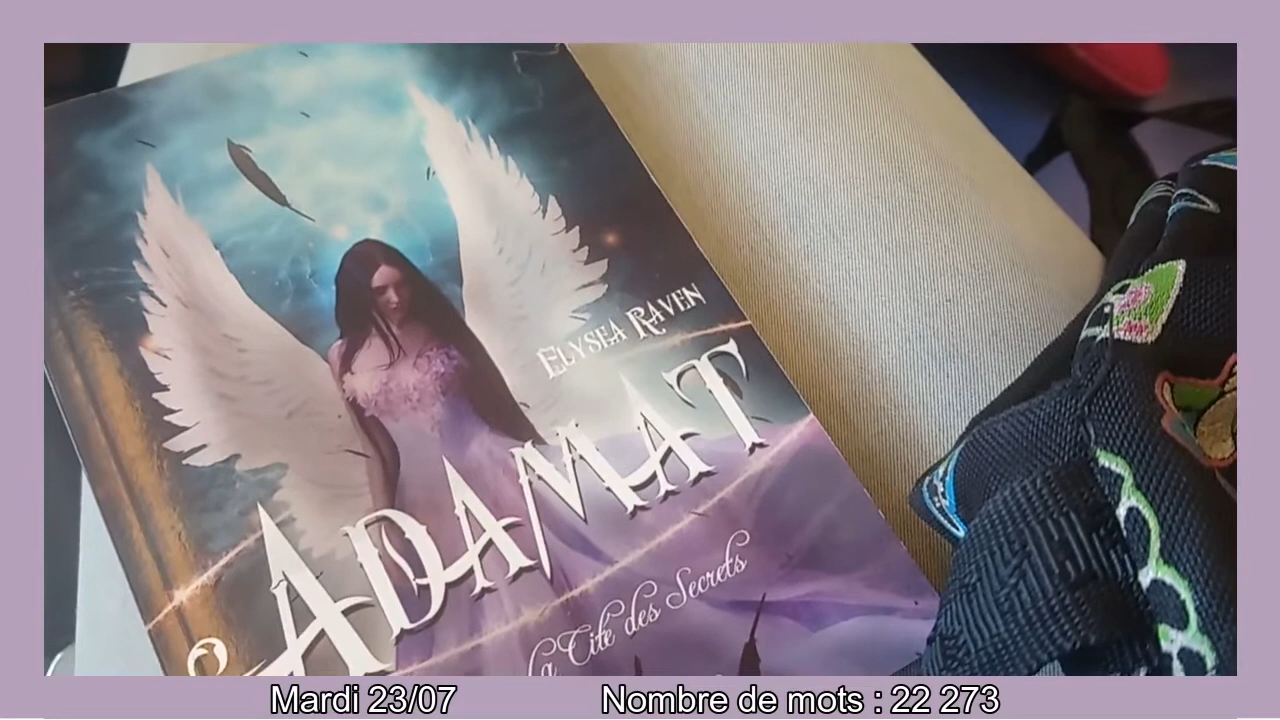 ELYSEA RAVEN
ADAMAT
la Cité des Secrets
Mardi 23/07
Nombre de mots : 22 273